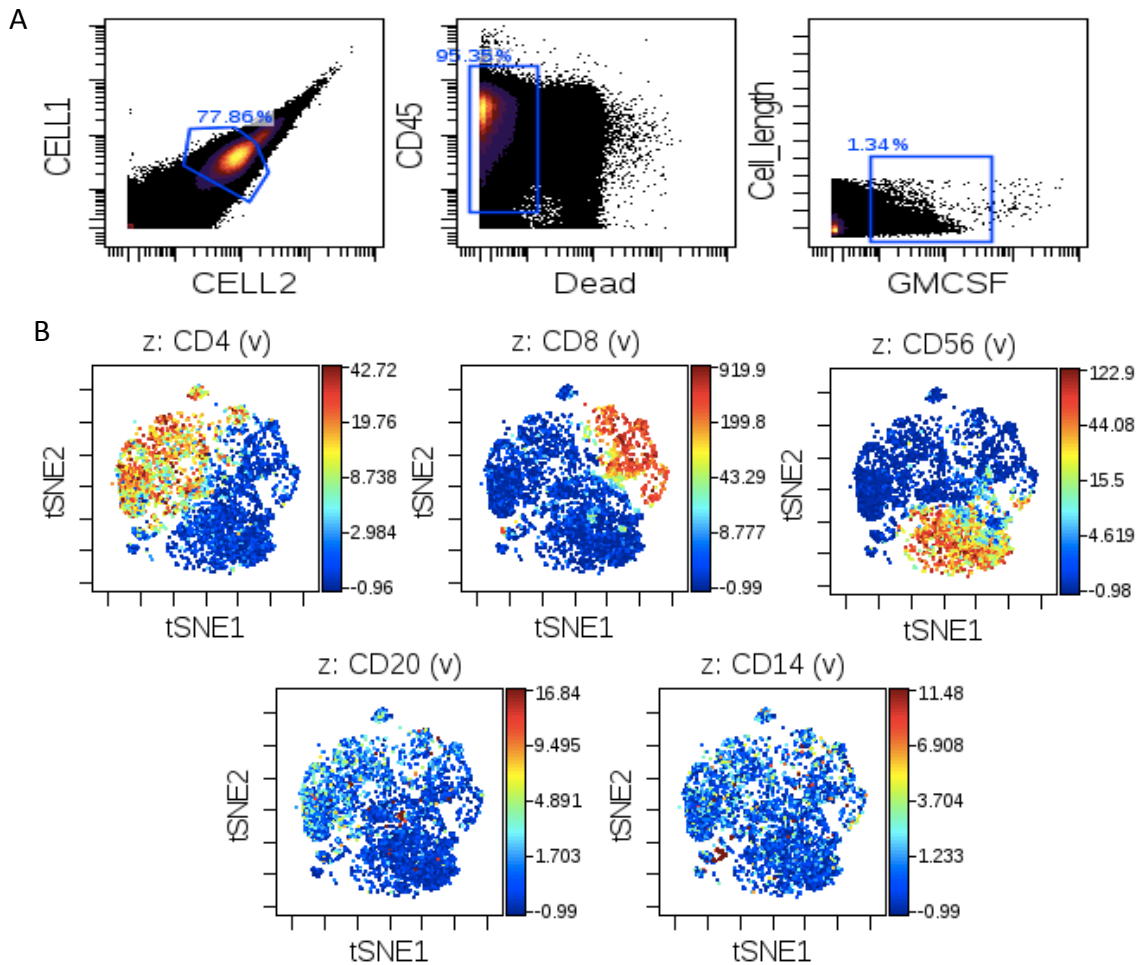 A
CELL1
77.86%
CELL2
CD45
95.35%
Dead
Cell_length
1.34%
GMCSF
B
z: CD4 (v)
tSNE2
42.72
19.76
8.738
2.984
-0.96
tSNE1
z: CD8 (v)
tSNE2
919.9
199.8
43.29
8.777
-0.99
tSNE1
z: CD56 (v)
tSNE2
122.9
44.08
15.5
4.619
-0.98
tSNE1
z: CD20 (v)
tSNE2
16.84
9.495
4.891
1.703
-0.99
tSNE1
z: CD14 (v)
tSNE2
11.48
6.908
3.704
1.233
-0.99
tSNE1